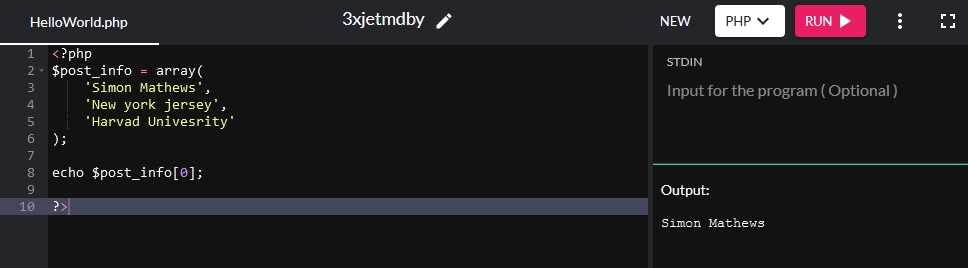 HelloWorld.php
3xjetmdby
NEW
PHP
RUN
1 <?php
2 $post_info = array(
3 'Simon Mathews',
4 'New york jersey',
5 'Harvad Univesrity'
6 );
7
8 echo $post_info[0];
9
10 ?>
STDIN
Input for the program ( Optional )
Output:
Simon Mathews